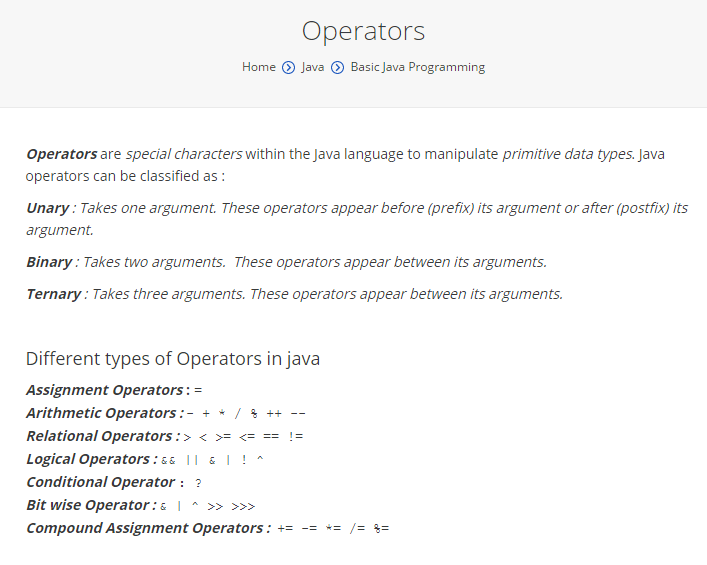 Operators
Home Java Basic Java Programming
Operators are special characters within the Java language to manipulate primitive data types. Java
operators can be classified as :
Unary : Takes one argument. These operators appear before (prefix) its argument or after (postfix) its
argument.
Binary : Takes two arguments.  These operators appear between its arguments.
Ternary : Takes three arguments. These operators appear between its arguments.
Different types of Operators in java
Assignment Operators : =
Arithmetic Operators : - + * / % ++ --
Relational Operators : > < >= <= == !=
Logical Operators : && || & | ! ^
Conditional Operator : ?
Bit wise Operator : & | ^ >> >>>
Compound Assignment Operators : += -= *= /= %=